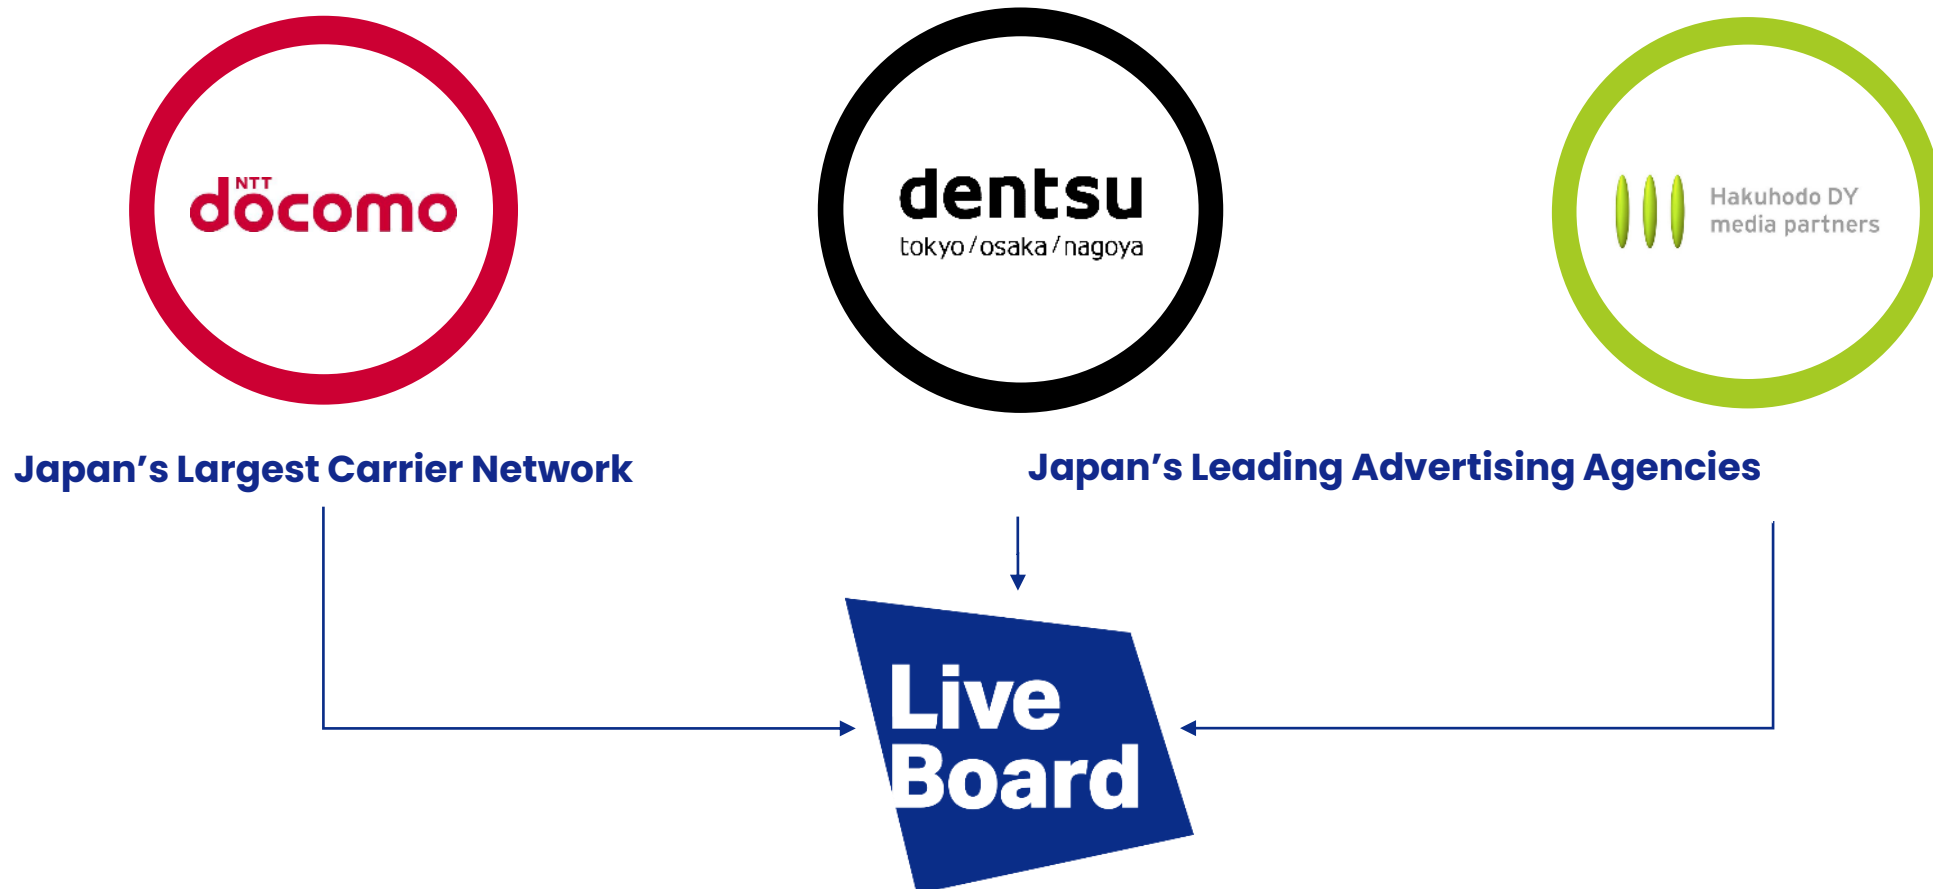 NTT
döcomo
dentsu
tokyo/osaka/nagoya
Hakuhodo DY
media partners
Japan’s Largest Carrier Network
Japan’s Leading Advertising Agencies
Live
Board